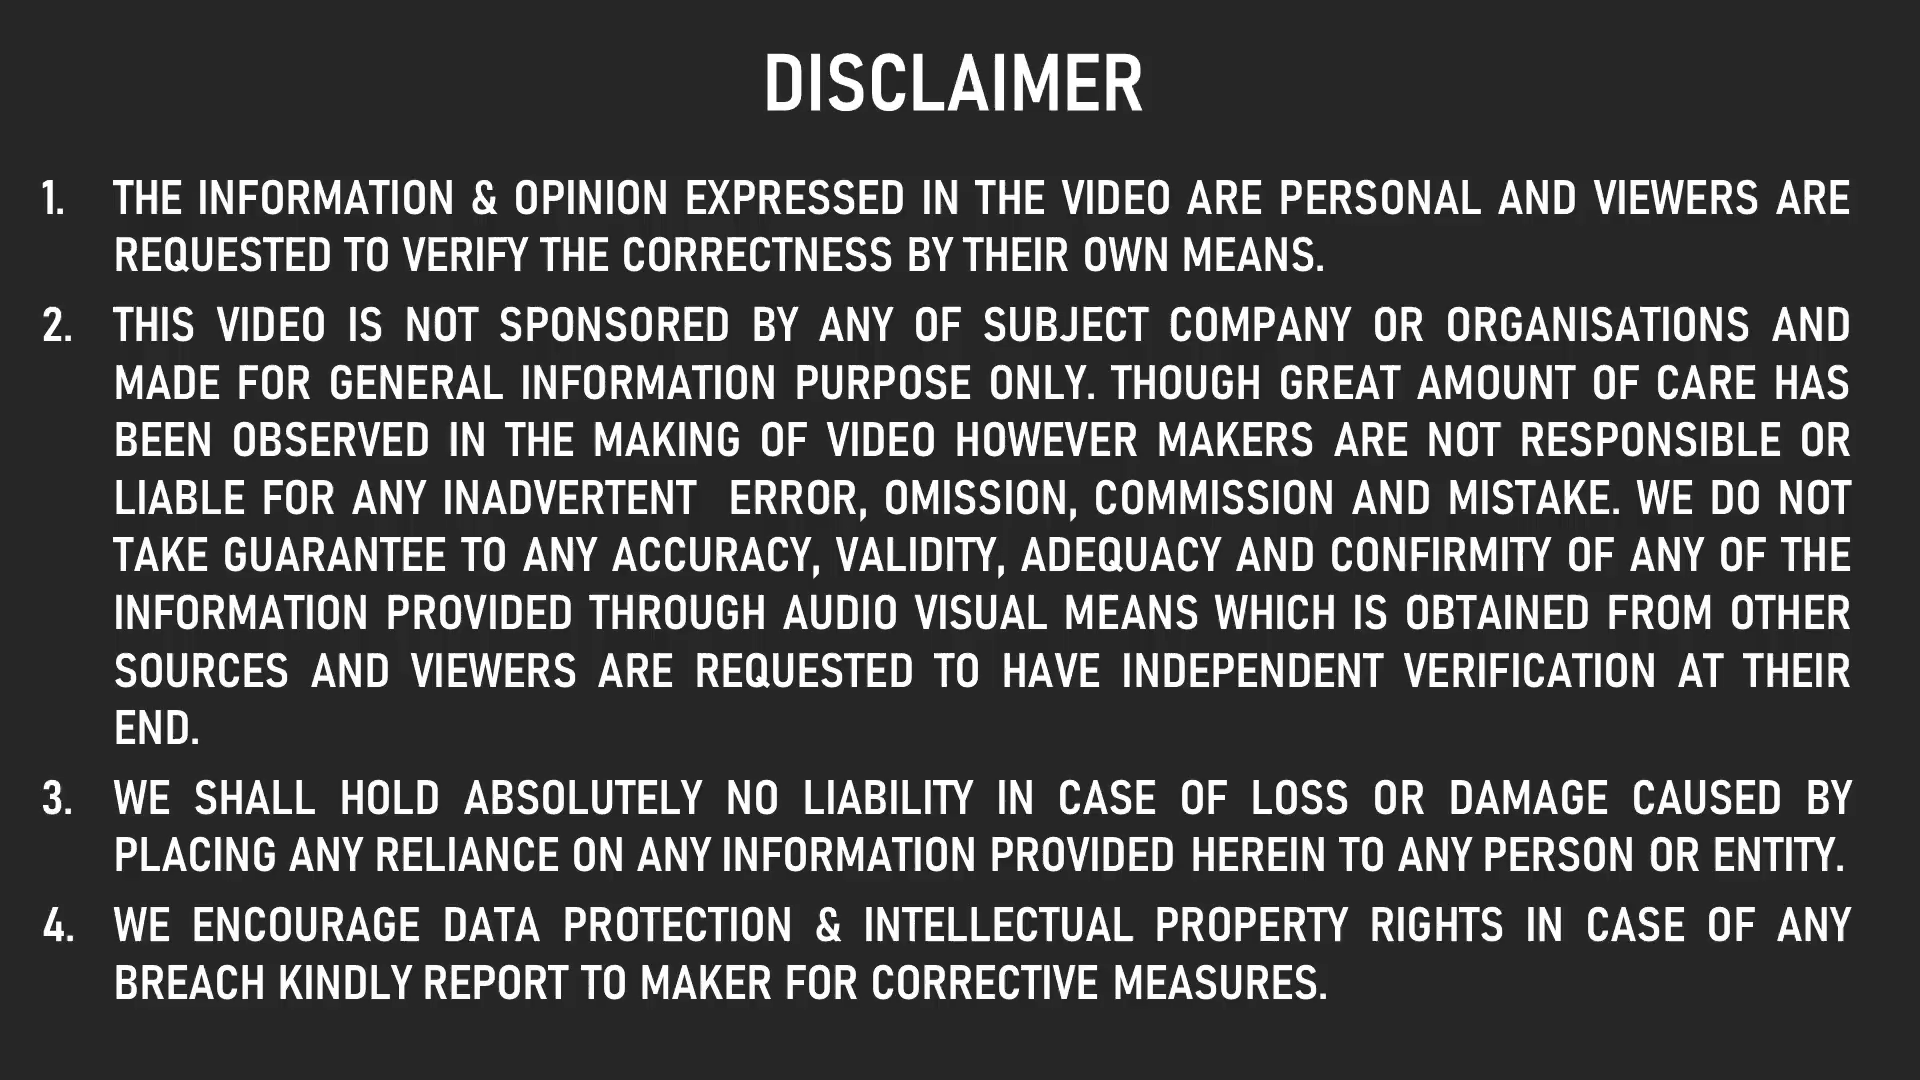 DISCLAIMER
1. THE INFORMATION & OPINION EXPRESSED IN THE VIDEO ARE PERSONAL AND VIEWERS ARE
REQUESTED TO VERIFY THE CORRECTNESS BY THEIR OWN MEANS.
2. THIS VIDEO IS NOT SPONSORED BY ANY OF SUBJECT COMPANY OR ORGANISATIONS AND
MADE FOR GENERAL INFORMATION PURPOSE ONLY. THOUGH GREAT AMOUNT OF CARE HAS
BEEN OBSERVED IN THE MAKING OF VIDEO HOWEVER MAKERS ARE NOT RESPONSIBLE OR
LIABLE FOR ANY INADVERTENT ERROR, OMISSION, COMMISSION AND MISTAKE. WE DO NOT
TAKE GUARANTEE TO ANY ACCURACY, VALIDITY, ADEQUACY AND CONFIRMITY OF ANY OF THE
INFORMATION PROVIDED THROUGH AUDIO VISUAL MEANS WHICH IS OBTAINED FROM OTHER
SOURCES AND VIEWERS ARE REQUESTED TO HAVE INDEPENDENT VERIFICATION AT THEIR
END.
3. WE SHALL HOLD ABSOLUTELY NO LIABILITY IN CASE OF LOSS OR DAMAGE CAUSED BY
PLACING ANY RELIANCE ON ANY INFORMATION PROVIDED HEREIN TO ANY PERSON OR ENTITY.
4. WE ENCOURAGE DATA PROTECTION & INTELLECTUAL PROPERTY RIGHTS IN CASE OF ANY
BREACH KINDLY REPORT TO MAKER FOR CORRECTIVE MEASURES.